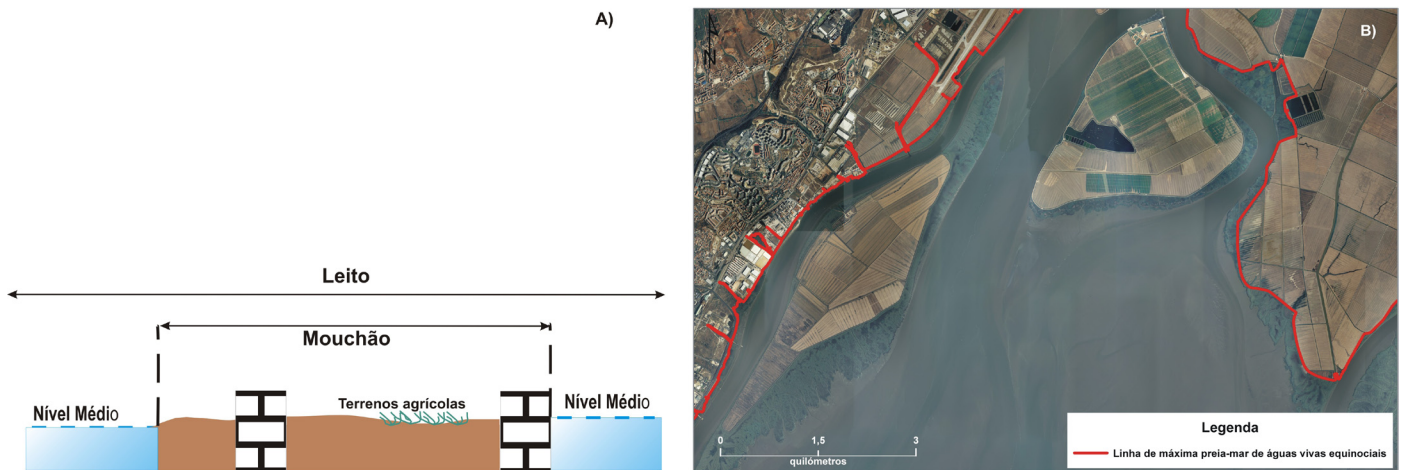 A)
Leito
Mouchão
Nível Médio
Terrenos agrícolas
Nível Médio
B)
N
0
1,5
3
quilómetros
Legenda
Linha de máxima preia-mar de águas vivas equinociais